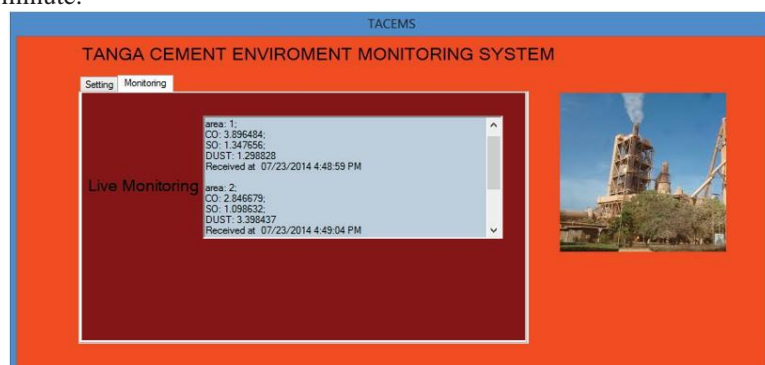 minute.
TACEMS
TANGA CEMENT ENVIROMENT MONITORING SYSTEM
Setting Monitoring
Live Monitoring
area: 1;
CO: 3.896484;
SO: 1.347656;
DUST: 1.298828
Received at 07/23/2014 4:48:59 PM
area: 2;
CO: 2.846679;
SO: 1.098632;
DUST: 3.398437
Received at 07/23/2014 4:49:04 PM